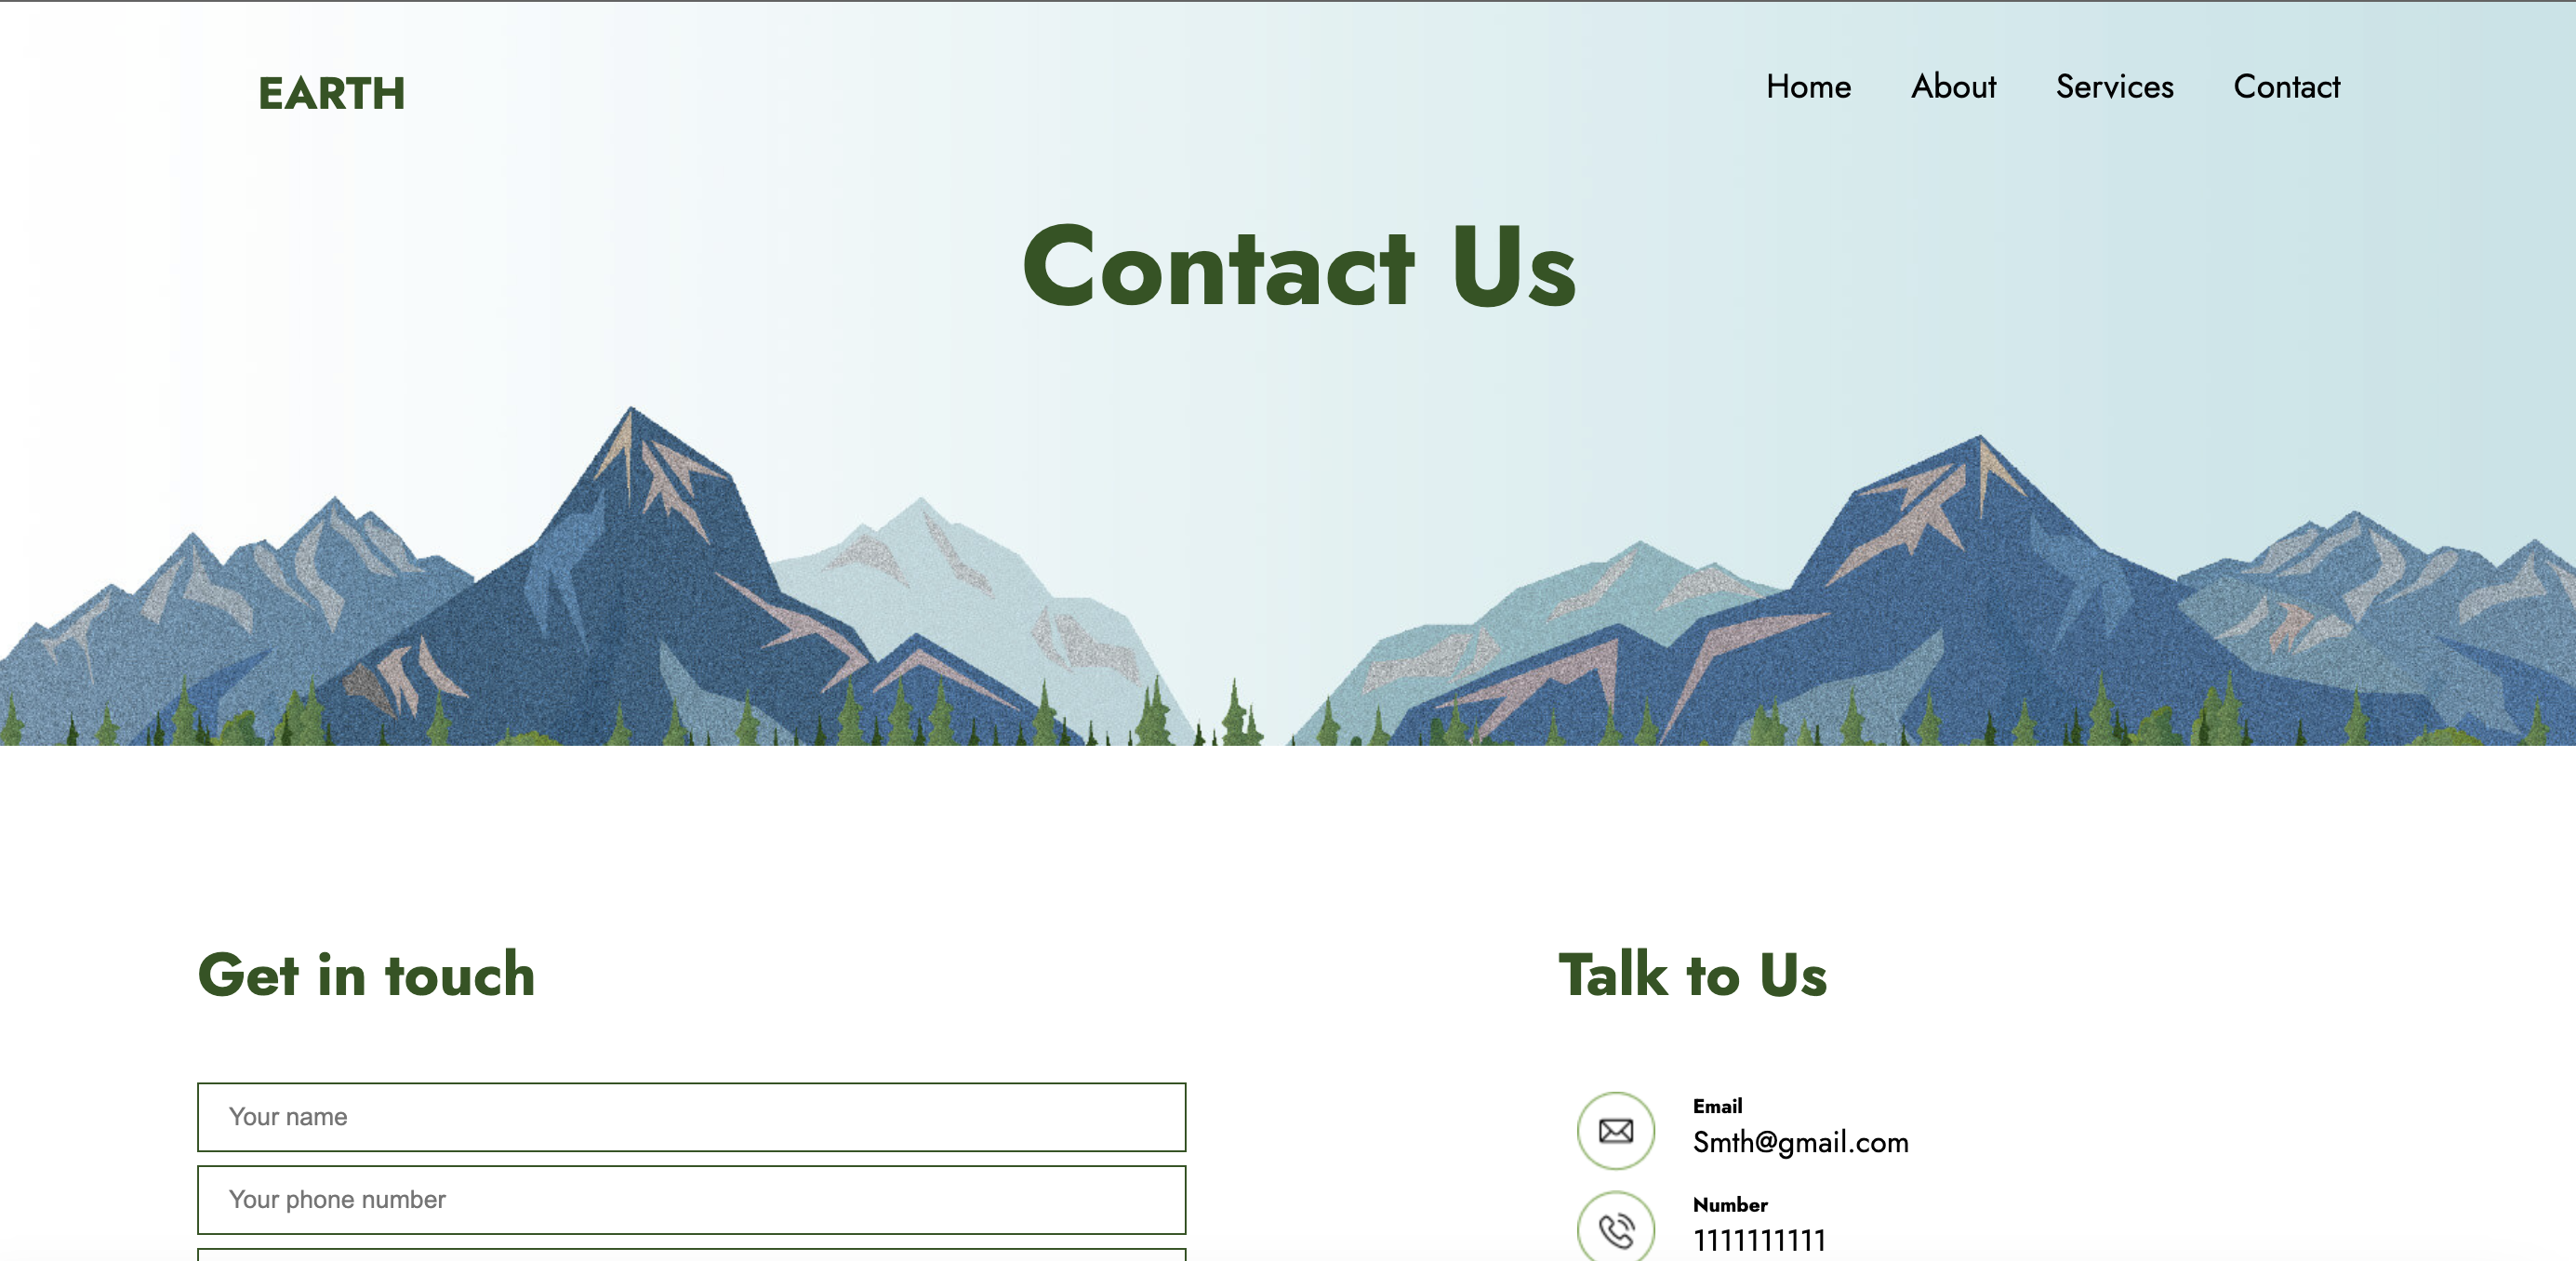 EARTH
Home About Services Contact
Contact Us
Get in touch
Your name
Your phone number
Talk to Us
Email
Smth@gmail.com
Number
1111111111